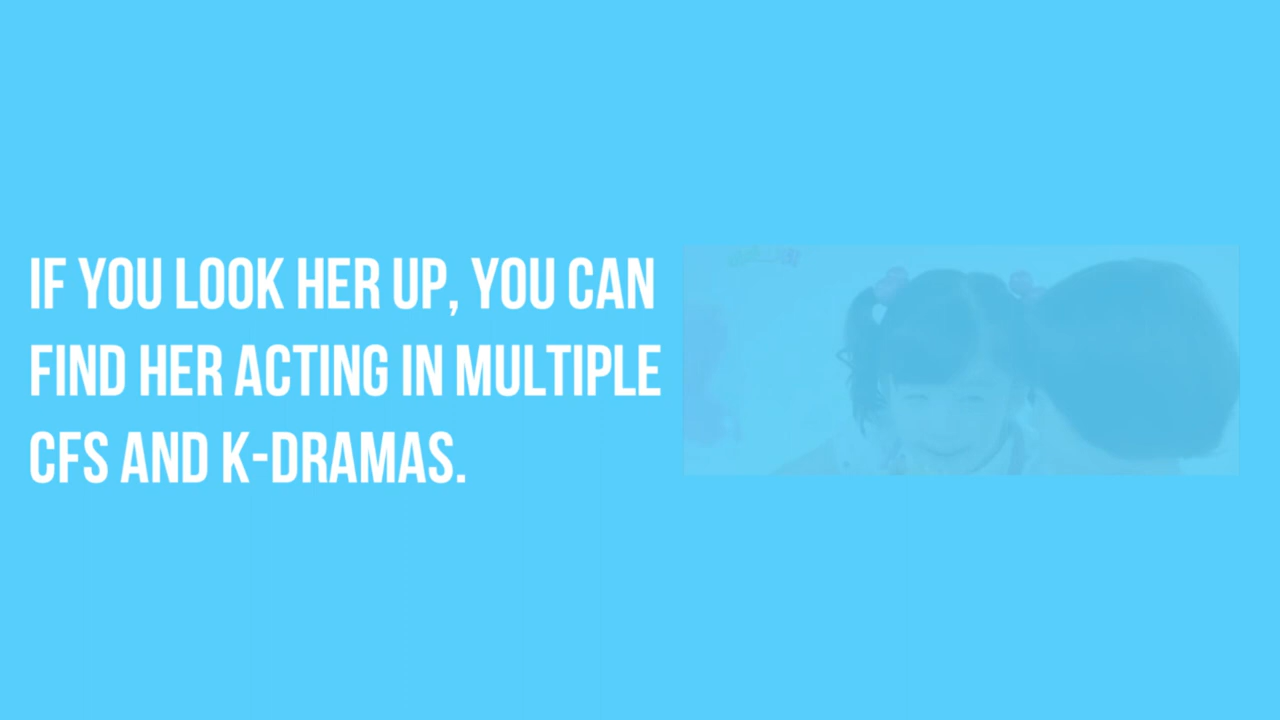 IF YOU LOOK HER UP, YOU CAN
FIND HER ACTING IN MULTIPLE
CFS AND K-DRAMAS.